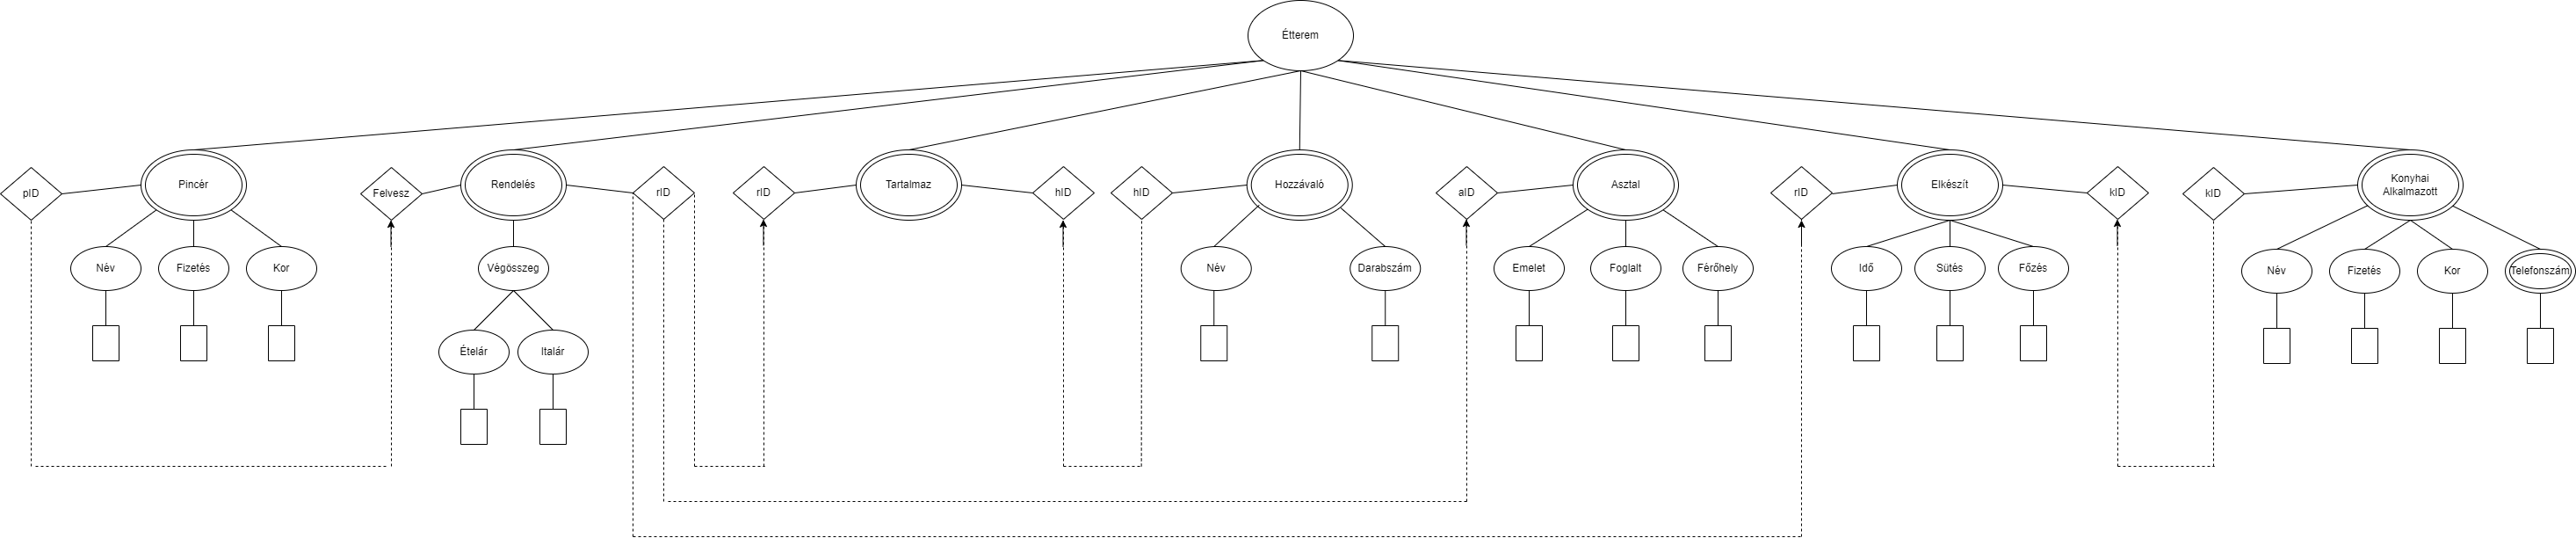 Étterem
pID
Pincér
Felvesz
Rendelés
rID
rID
Tartalmaz
hID
hID
Hozzávaló
aID
Asztal
rID
Elkészít
kID
kID
Konyhai
Alkalmazott
Név
Fizetés
Kor
Végösszeg
Név
Darabszám
Emelet
Foglalt
Férőhely
Idő
Sütés
Főzés
Név
Fizetés
Kor
Telefonszám
Ételár
Italár